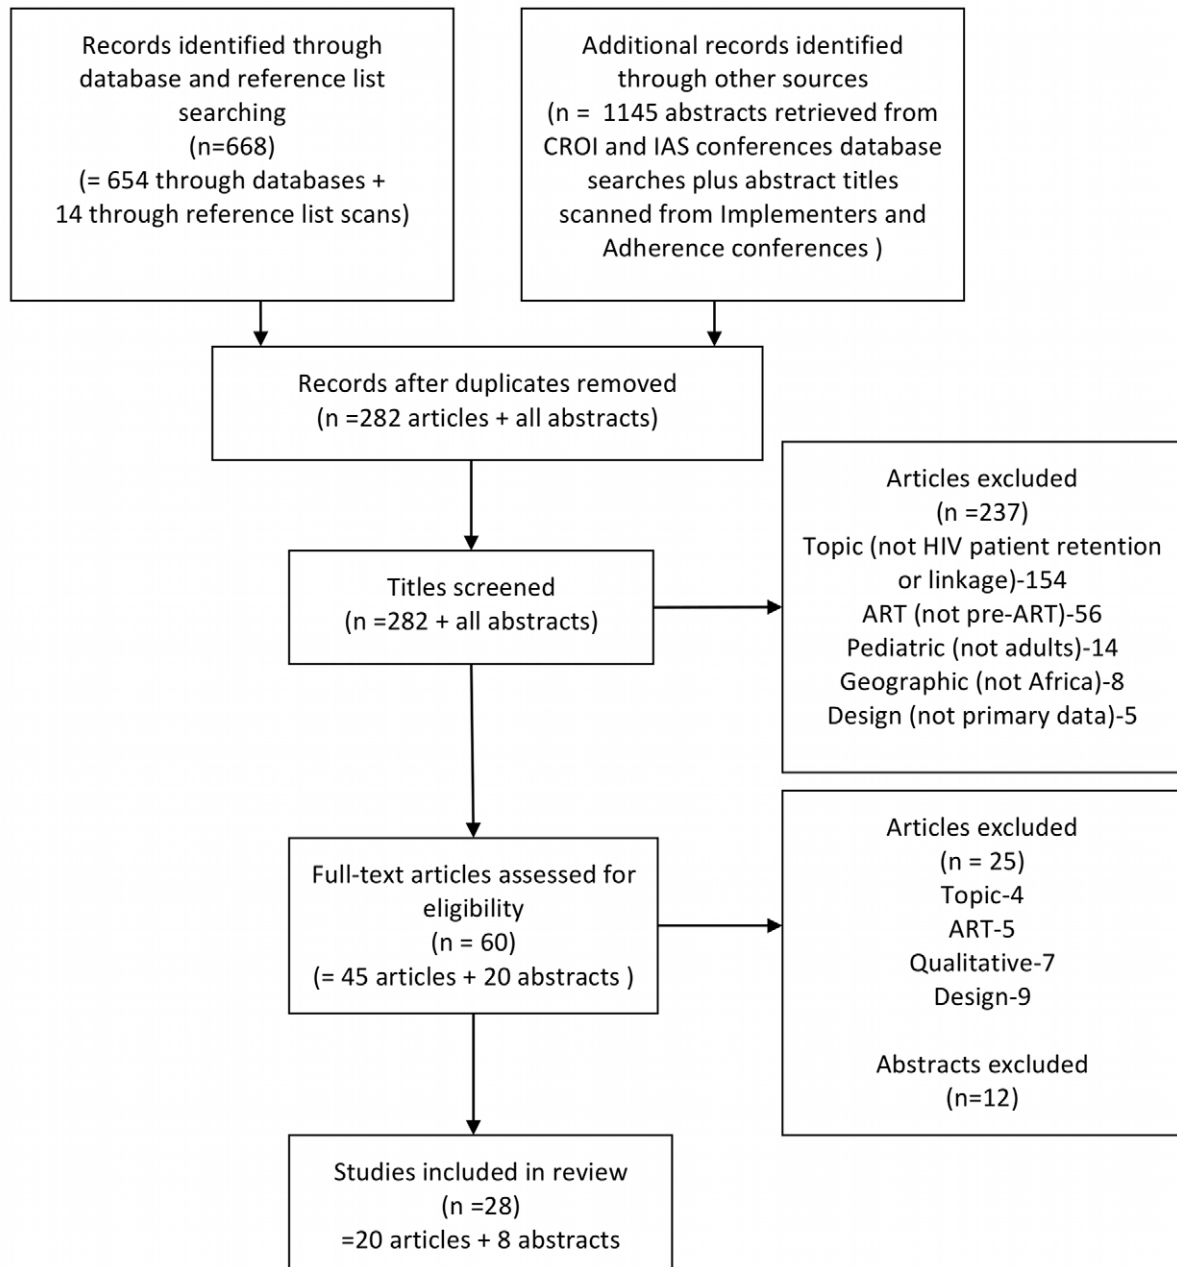 Records identified through
database and reference list
searching
(n=668)
(= 654 through databases +
14 through reference list scans)
Additional records identified
through other sources
(n =  1145 abstracts retrieved from
CROI and IAS conferences database
searches plus abstract titles
scanned from Implementers and
Adherence conferences )
Records after duplicates removed
(n =282 articles + all abstracts)
Titles screened
(n =282 + all abstracts)
Articles excluded
(n =237)
Topic (not HIV patient retention
or linkage)-154
ART (not pre-ART)-56
Pediatric (not adults)-14
Geographic (not Africa)-8
Design (not primary data)-5
Full-text articles assessed for
eligibility
(n = 60)
(= 45 articles + 20 abstracts )
Articles excluded
(n = 25)
Topic-4
ART-5
Qualitative-7
Design-9
Abstracts excluded
(n=12)
Studies included in review
(n =28)
=20 articles + 8 abstracts